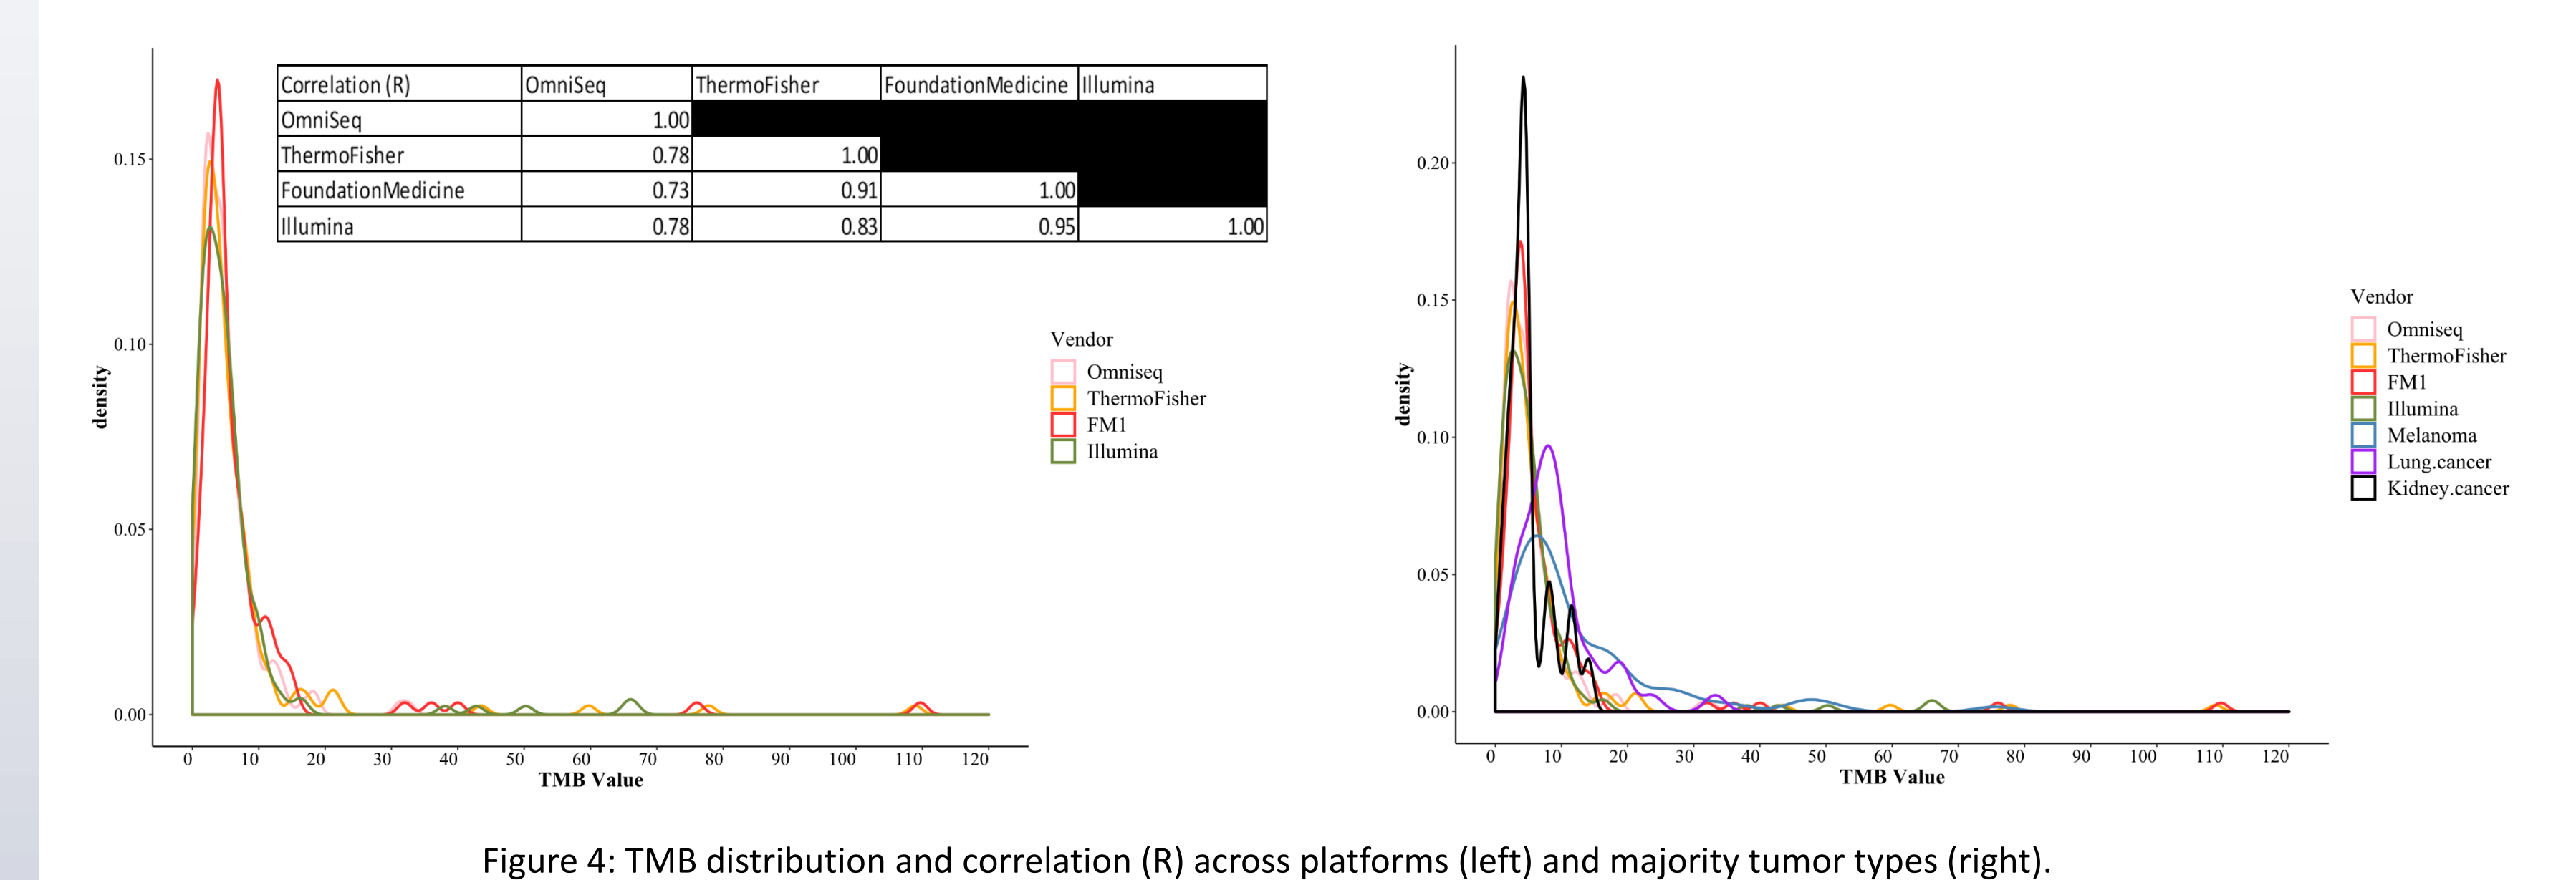 Correlation (R) OmniSeq ThermoFisher FoundationMedicine Illumina
OmniSeq 1.00
ThermoFisher 0.78 1.00
FoundationMedicine 0.73 0.91 1.00
Illumina 0.78 0.83 0.95 1.00
0.15
0.10
0.05
0.00
density
0 10 20 30 40 50 60 70 80 90 100 110 120
TMB Value
Vendor
Omniseq
ThermoFisher
FM1
Illumina
0.20
0.15
0.10
0.05
0.00
density
0 10 20 30 40 50 60 70 80 90 100 110 120
TMB Value
Vendor
Omniseq
ThermoFisher
FM1
Illumina
Melanoma
Lung.cancer
Kidney.cancer
Figure 4: TMB distribution and correlation (R) across platforms (left) and majority tumor types (right).